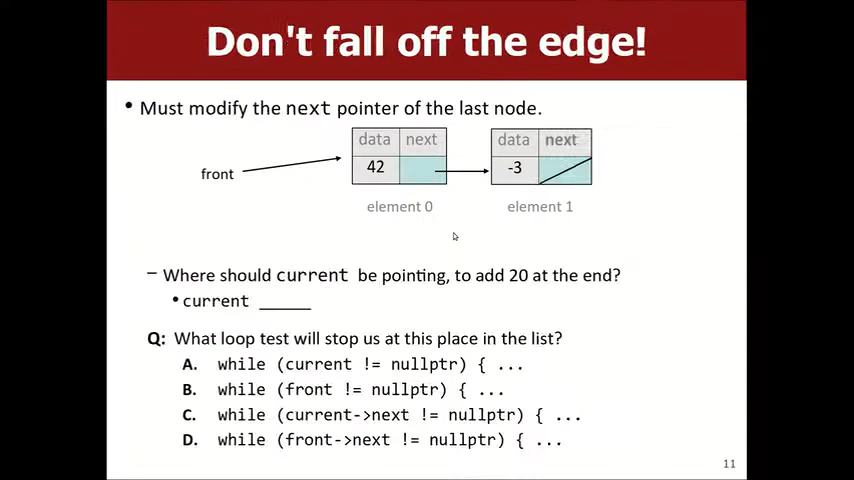 Don't fall off the edge!
• Must modify the next pointer of the last node.
data next data next
front 42 -3
element 0 element 1
– Where should current be pointing, to add 20 at the end?
• current _____
Q: What loop test will stop us at this place in the list?
A. while (current != nullptr) { ...
B. while (front != nullptr) { ...
C. while (current->next != nullptr) { ...
D. while (front->next != nullptr) { ...
11